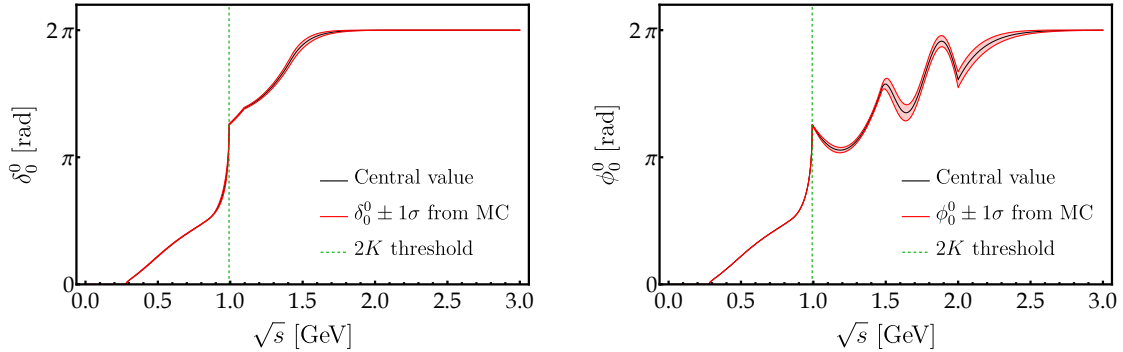 2 π
π
0
δ₀⁰ [rad]
Central value
δ₀⁰ ± 1σ from MC
2K threshold
0.0 0.5 1.0 1.5 2.0 2.5 3.0
√s [GeV]
2 π
π
0
ϕ₀⁰ [rad]
Central value
ϕ₀⁰ ± 1σ from MC
2K threshold
0.0 0.5 1.0 1.5 2.0 2.5 3.0
√s [GeV]